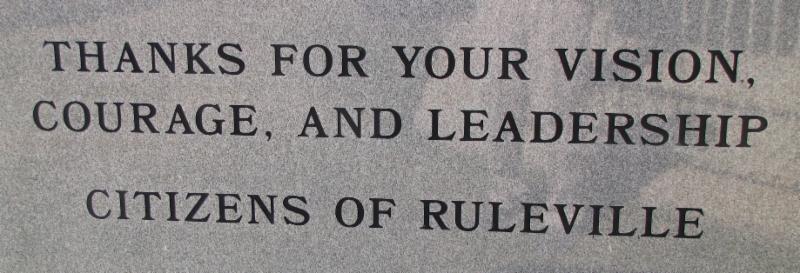 THANKS FOR YOUR VISION,
COURAGE, AND LEADERSHIP
CITIZENS OF RULEVILLE